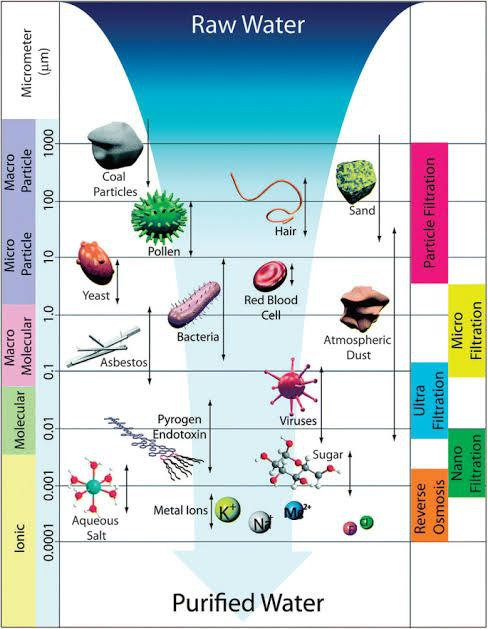 Raw Water
Micrometer
(µm)
1000
100
10
1.0
0.1
0.01
0.001
0.0001
Macro
Particle
Micro
Particle
Macro
Molecular
Molecular
Ionic
Coal
Particles
Pollen
Hair
Sand
Yeast
Bacteria
Red Blood
Cell
Atmospheric
Dust
Asbestos
Viruses
Pyrogen
Endotoxin
Sugar
Aqueous
Salt
Metal Ions
K+
Na+
2+
Particle Filtration
Micro
Filtration
Ultra
Filtration
Nano
Filtration
Reverse
Osmosis
Purified Water